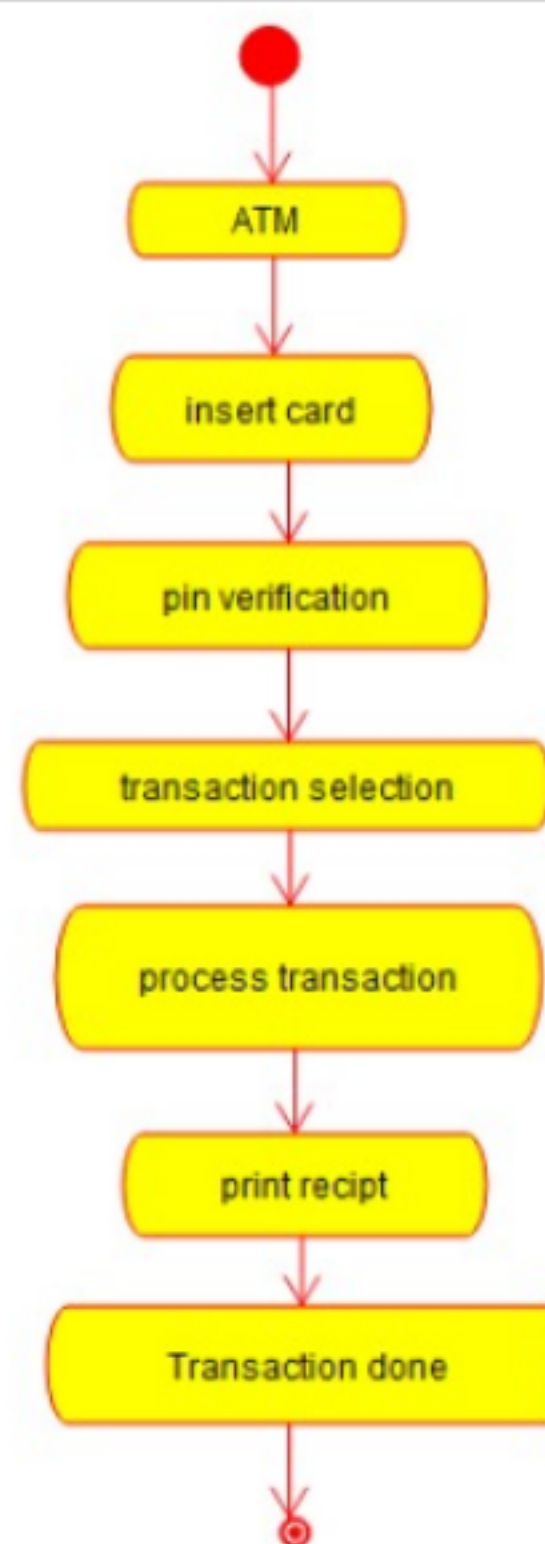 ATM
insert card
pin verification
transaction selection
process transaction
print recipt
Transaction done